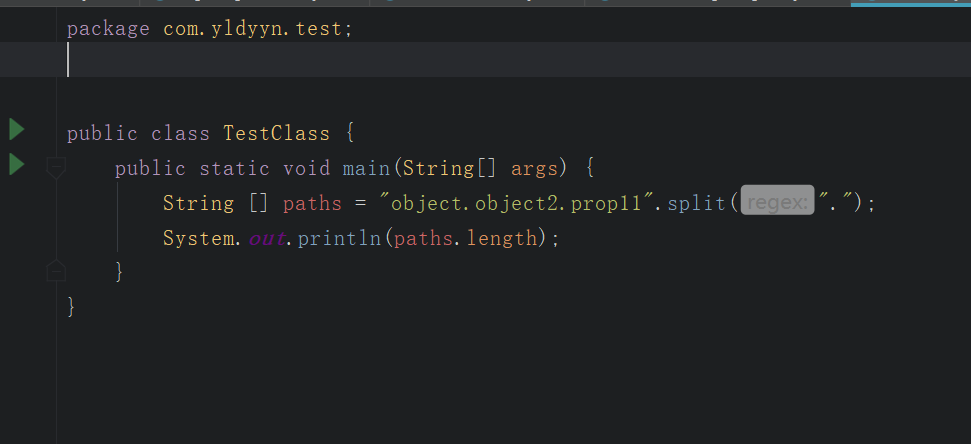 package com.yldyyn.test;
public class TestClass {
public static void main(String[] args) {
String [] paths = "object.object2.prop11".split( regex: ".");
System.out.println(paths.length);
}
}